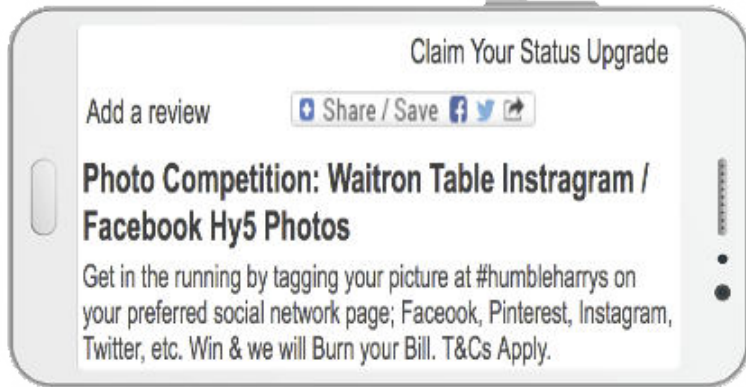 Claim Your Status Upgrade
Add a review
Share / Save
Photo Competition: Waitron Table Instragram /
Facebook Hy5 Photos
Get in the running by tagging your picture at #humbleharrys on
your preferred social network page; Faceook, Pinterest, Instagram,
Twitter, etc. Win & we will Burn your Bill. T&Cs Apply.